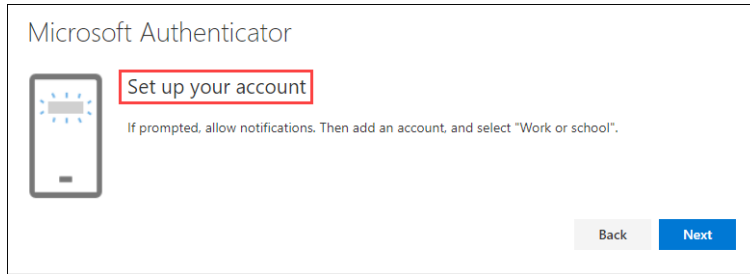 Microsoft Authenticator
Set up your account
If prompted, allow notifications. Then add an account, and select "Work or school".
Back Next